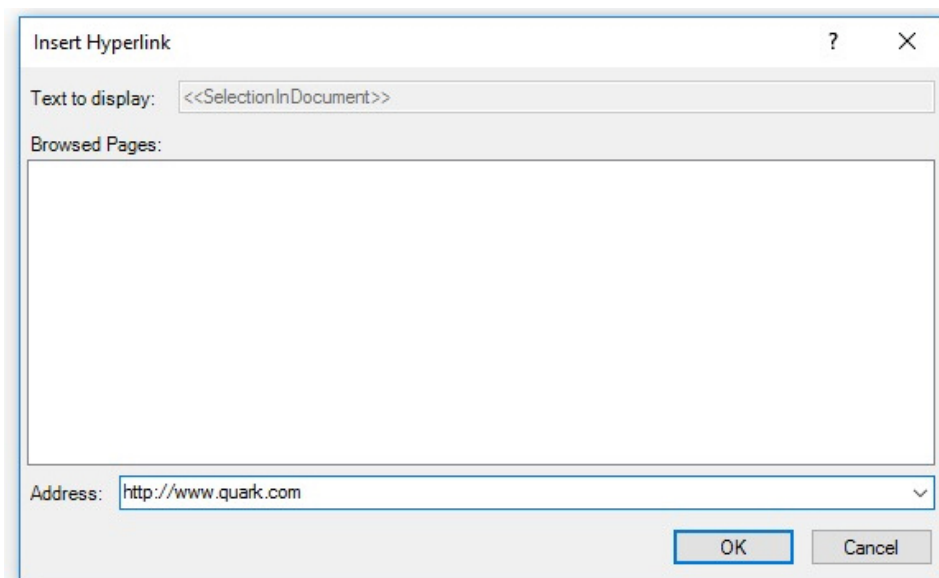 Insert Hyperlink ? ×
Text to display: <<SelectionInDocument>>
Browsed Pages:
Address: http://www.quark.com
OK Cancel